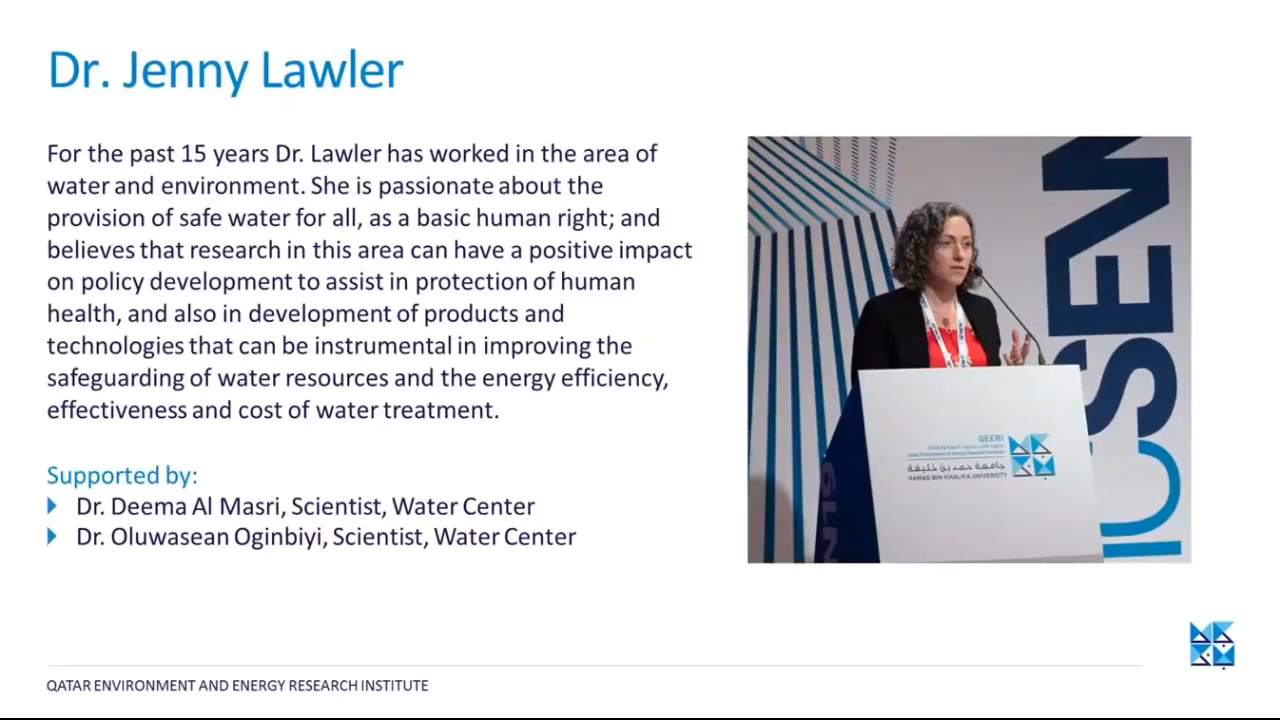 Dr. Jenny Lawler
For the past 15 years Dr. Lawler has worked in the area of
water and environment. She is passionate about the
provision of safe water for all, as a basic human right; and
believes that research in this area can have a positive impact
on policy development to assist in protection of human
health, and also in development of products and
technologies that can be instrumental in improving the
safeguarding of water resources and the energy efficiency,
effectiveness and cost of water treatment.
Supported by:
Dr. Deema Al Masri, Scientist, Water Center
Dr. Oluwasean Oginbiyi, Scientist, Water Center
ICSEM
QEERI
Qatar Environment & Energy Research Institute
جامعة حمد بن خليفة
HAMAD BIN KHALIFA UNIVERSITY
QATAR ENVIRONMENT AND ENERGY RESEARCH INSTITUTE